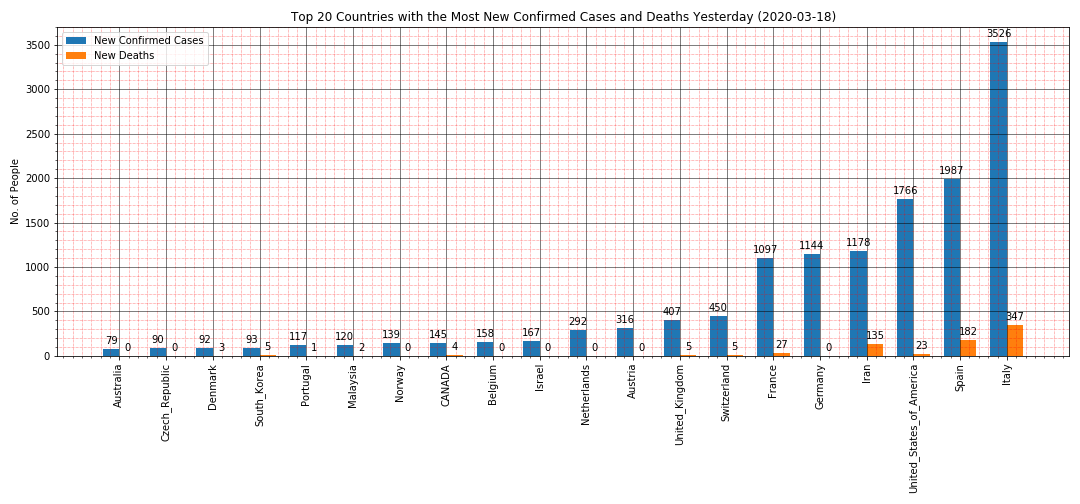 Top 20 Countries with the Most New Confirmed Cases and Deaths Yesterday (2020-03-18)
New Confirmed Cases
New Deaths
No. of People
3500
3000
2500
2000
1500
1000
500
0
79 0
90 0
92 3
93 5
117 1
120 2
139 0
145 4
158 0
167 0
292 0
316 0
407 5
450 5
1097 27
1144 0
1178 135
1766 23
1987 182
3526 347
Australia
Czech_Republic
Denmark
South_Korea
Portugal
Malaysia
Norway
CANADA
Belgium
Israel
Netherlands
Austria
United_Kingdom
Switzerland
France
Germany
Iran
United_States_of_America
Spain
Italy